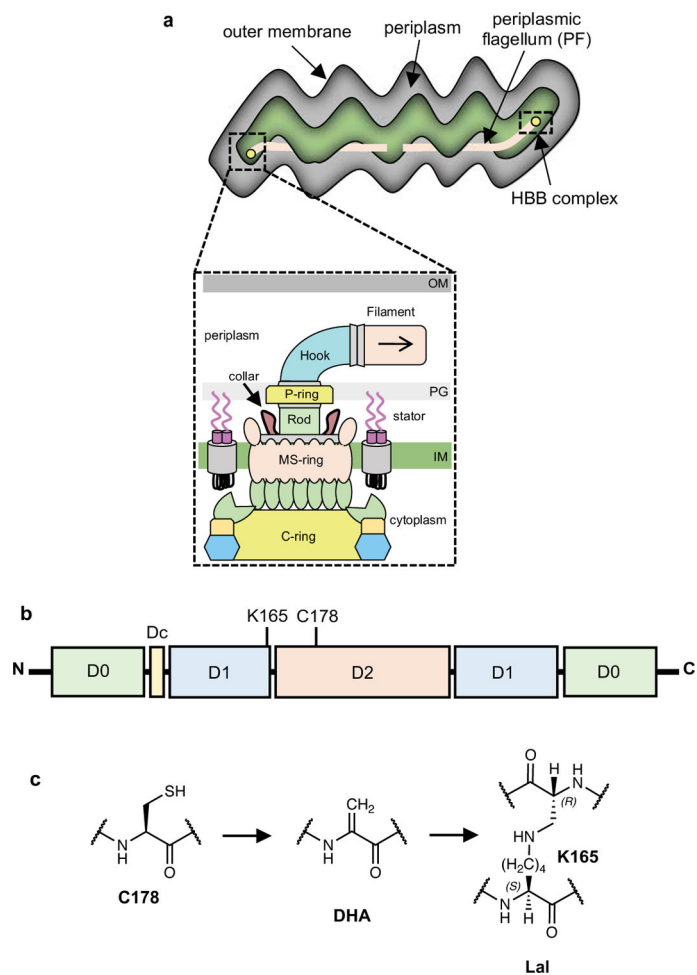 a
outer membrane
periplasm
periplasmic
flagellum (PF)
HBB complex
OM
Filament
periplasm
Hook
collar
P-ring
PG
Rod
stator
MS-ring
IM
cytoplasm
C-ring
b
K165 C178
Dc
N D0 D1 D2 D1 D0 C
c
SH
N
H
O
C178
CH2
N
H
O
DHA
O
H
H
N
(R)
HN
K165
(H2C)4
(S)
N
H
H
O
Lal